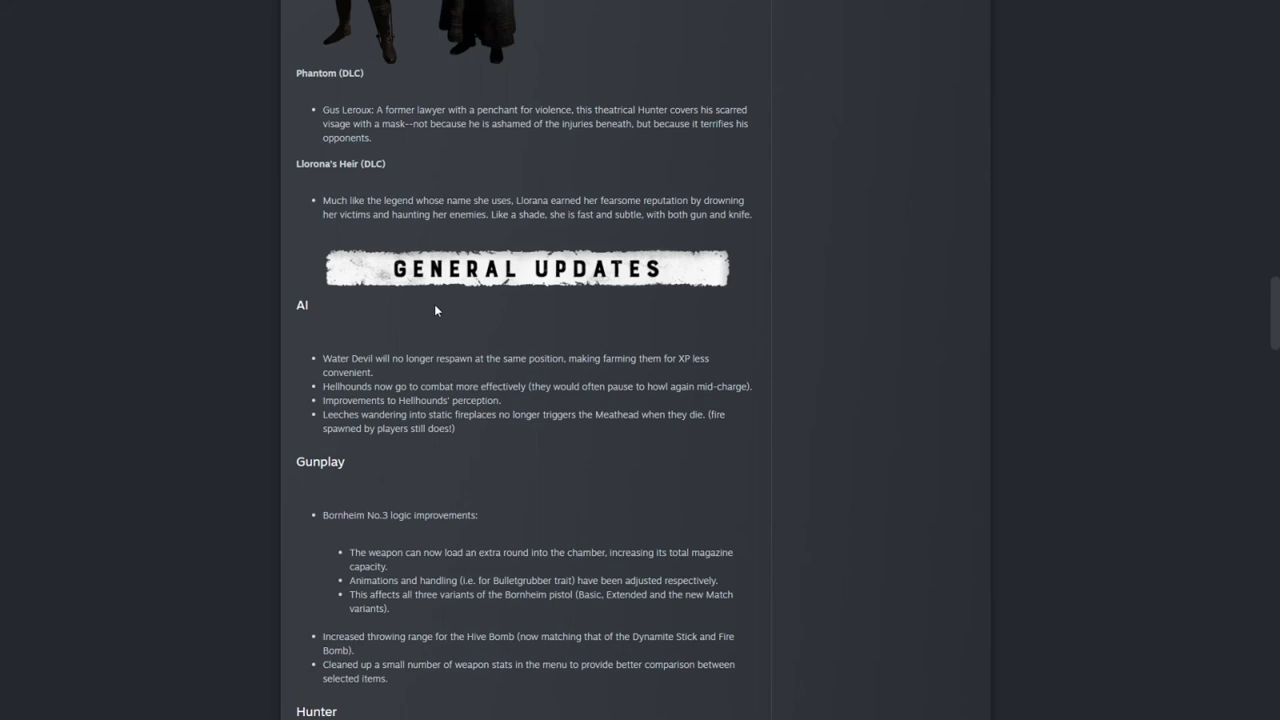 Phantom (DLC)
Gus Leroux: A former lawyer with a penchant for violence, this theatrical Hunter covers his scarred
visage with a mask--not because he is ashamed of the injuries beneath, but because it terrifies his
opponents.
Llorona's Heir (DLC)
Much like the legend whose name she uses, Llorana earned her fearsome reputation by drowning
her victims and haunting her enemies. Like a shade, she is fast and subtle, with both gun and knife.
GENERAL UPDATES
AI
Water Devil will no longer respawn at the same position, making farming them for XP less
convenient.
Hellhounds now go to combat more effectively (they would often pause to howl again mid-charge).
Improvements to Hellhounds' perception.
Leeches wandering into static fireplaces no longer triggers the Meathead when they die. (fire
spawned by players still does!)
Gunplay
Bornheim No.3 logic improvements:
The weapon can now load an extra round into the chamber, increasing its total magazine
capacity.
Animations and handling (i.e. for Bulletgrubber trait) have been adjusted respectively.
This affects all three variants of the Bornheim pistol (Basic, Extended and the new Match
variants).
Increased throwing range for the Hive Bomb (now matching that of the Dynamite Stick and Fire
Bomb).
Cleaned up a small number of weapon stats in the menu to provide better comparison between
selected items.
Hunter